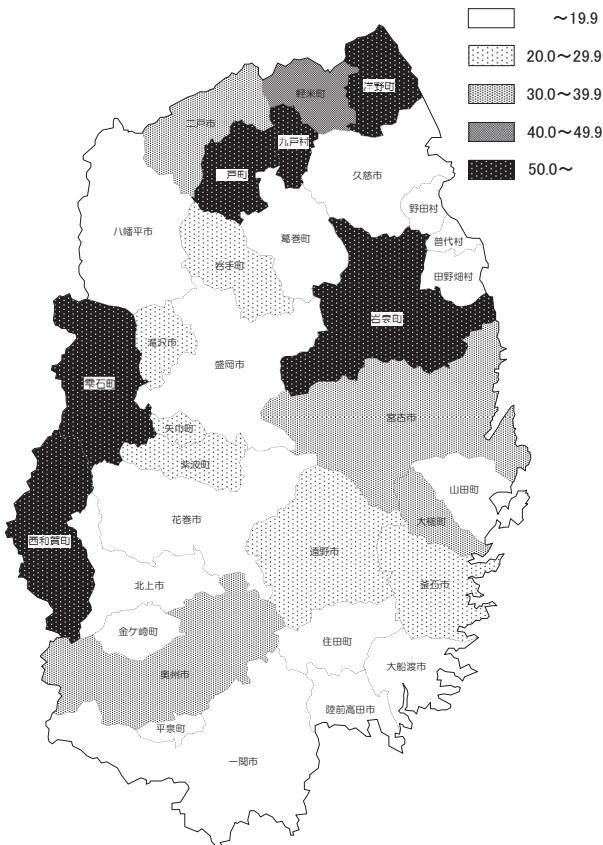 ～19.9
20.0～29.9
30.0～39.9
40.0～49.9
50.0～
洋野町
軽米町
二戸市
九戸村
一戸町
久慈市
野田村
普代村
田野畑村
八幡平市
葛巻町
岩手町
岩泉町
滝沢市
盛岡市
雫石町
宮古市
矢巾町
紫波町
山田町
大槌町
花巻市
西和賀町
遠野市
釜石市
北上市
金ケ崎町
住田町
大船渡市
奥州市
陸前高田市
平泉町
一関市